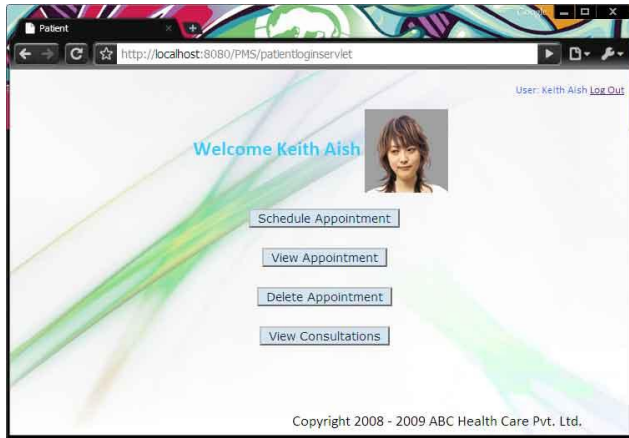 Google
Patient
http://localhost:8080/PMS/patientloginservlet
User: Keith Aish Log Out
Welcome Keith Aish
Schedule Appointment
View Appointment
Delete Appointment
View Consultations
Copyright 2008 - 2009 ABC Health Care Pvt. Ltd.